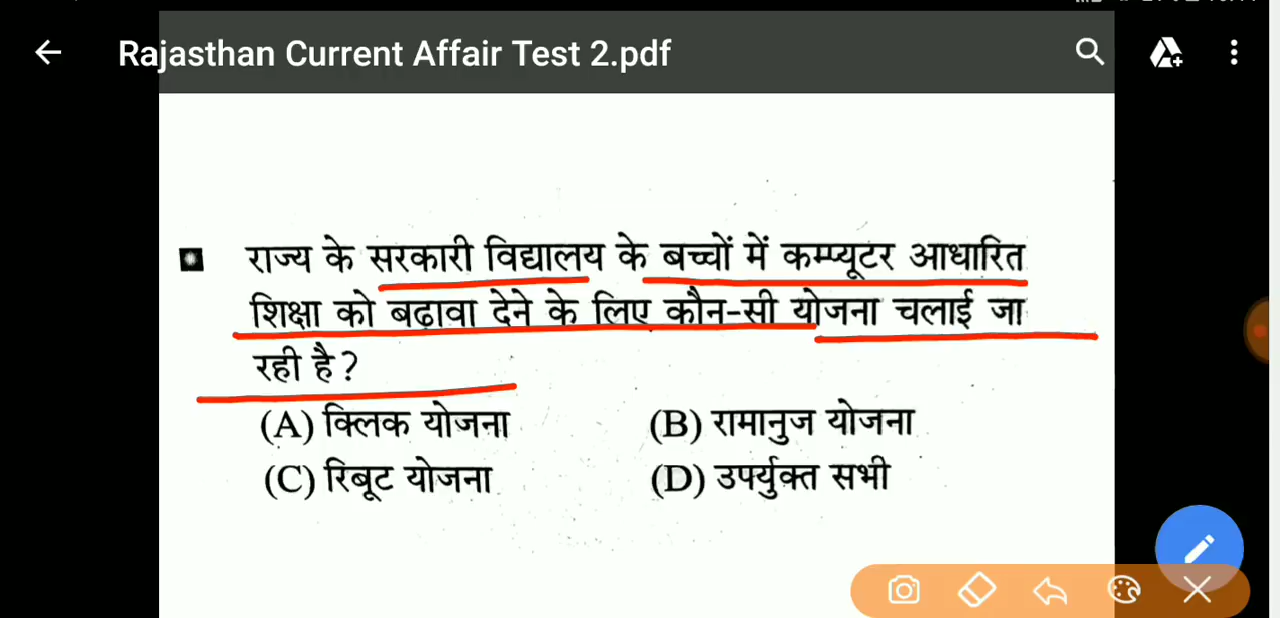 Rajasthan Current Affair Test 2.pdf
राज्य के सरकारी विद्यालय के बच्चों में कम्प्यूटर आधारित
शिक्षा को बढ़ावा देने के लिए कौन-सी योजना चलाई जा
रही है?
(A) क्लिक योजना (B) रामानुज योजना
(C) रिबूट योजना (D) उपर्युक्त सभी